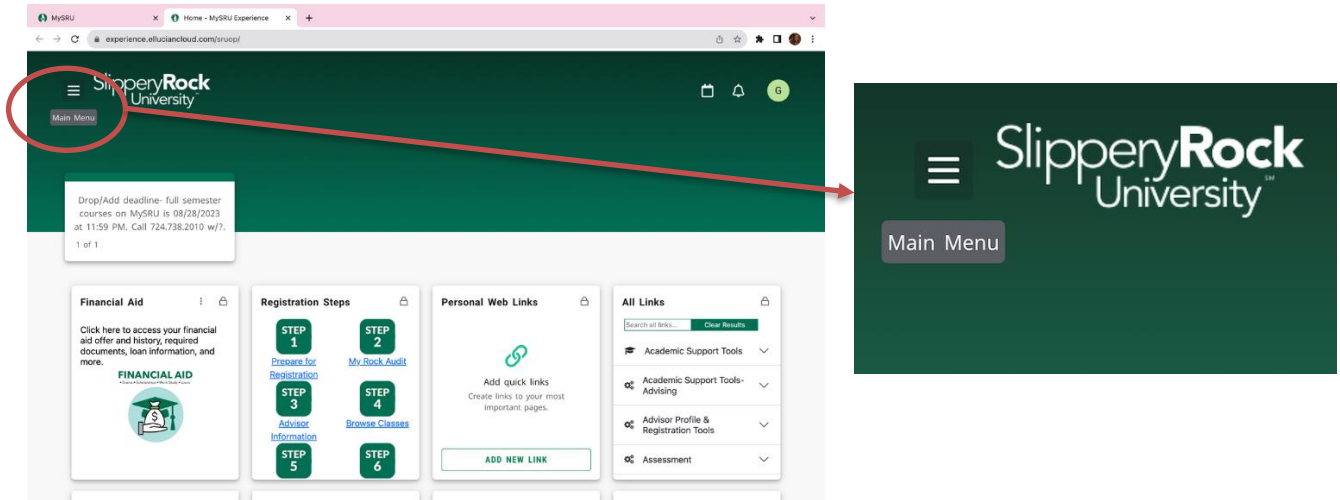 MySRU
Home - MySRU Experience
experience.elluciancloud.com/sruop/
SlipperyRock
University
G
Main Menu
Drop/Add deadline- full semester
courses on MySRU is 08/28/2023
at 11:59 PM. Call 724.738.2010 w/?.
1 of 1
Financial Aid
Click here to access your financial
aid offer and history, required
documents, loan information, and
more.
FINANCIAL AID
Registration Steps
STEP
1
Prepare for
Registration
STEP
2
My Rock Audit
STEP
3
Advisor
Information
STEP
4
Browse Classes
STEP
5
STEP
6
Personal Web Links
Add quick links
Create links to your most
important pages.
ADD NEW LINK
All Links
Search all links...
Clear Results
Academic Support Tools
Academic Support Tools-
Advising
Advisor Profile &
Registration Tools
Assessment
SlipperyRock
University℠
Main Menu